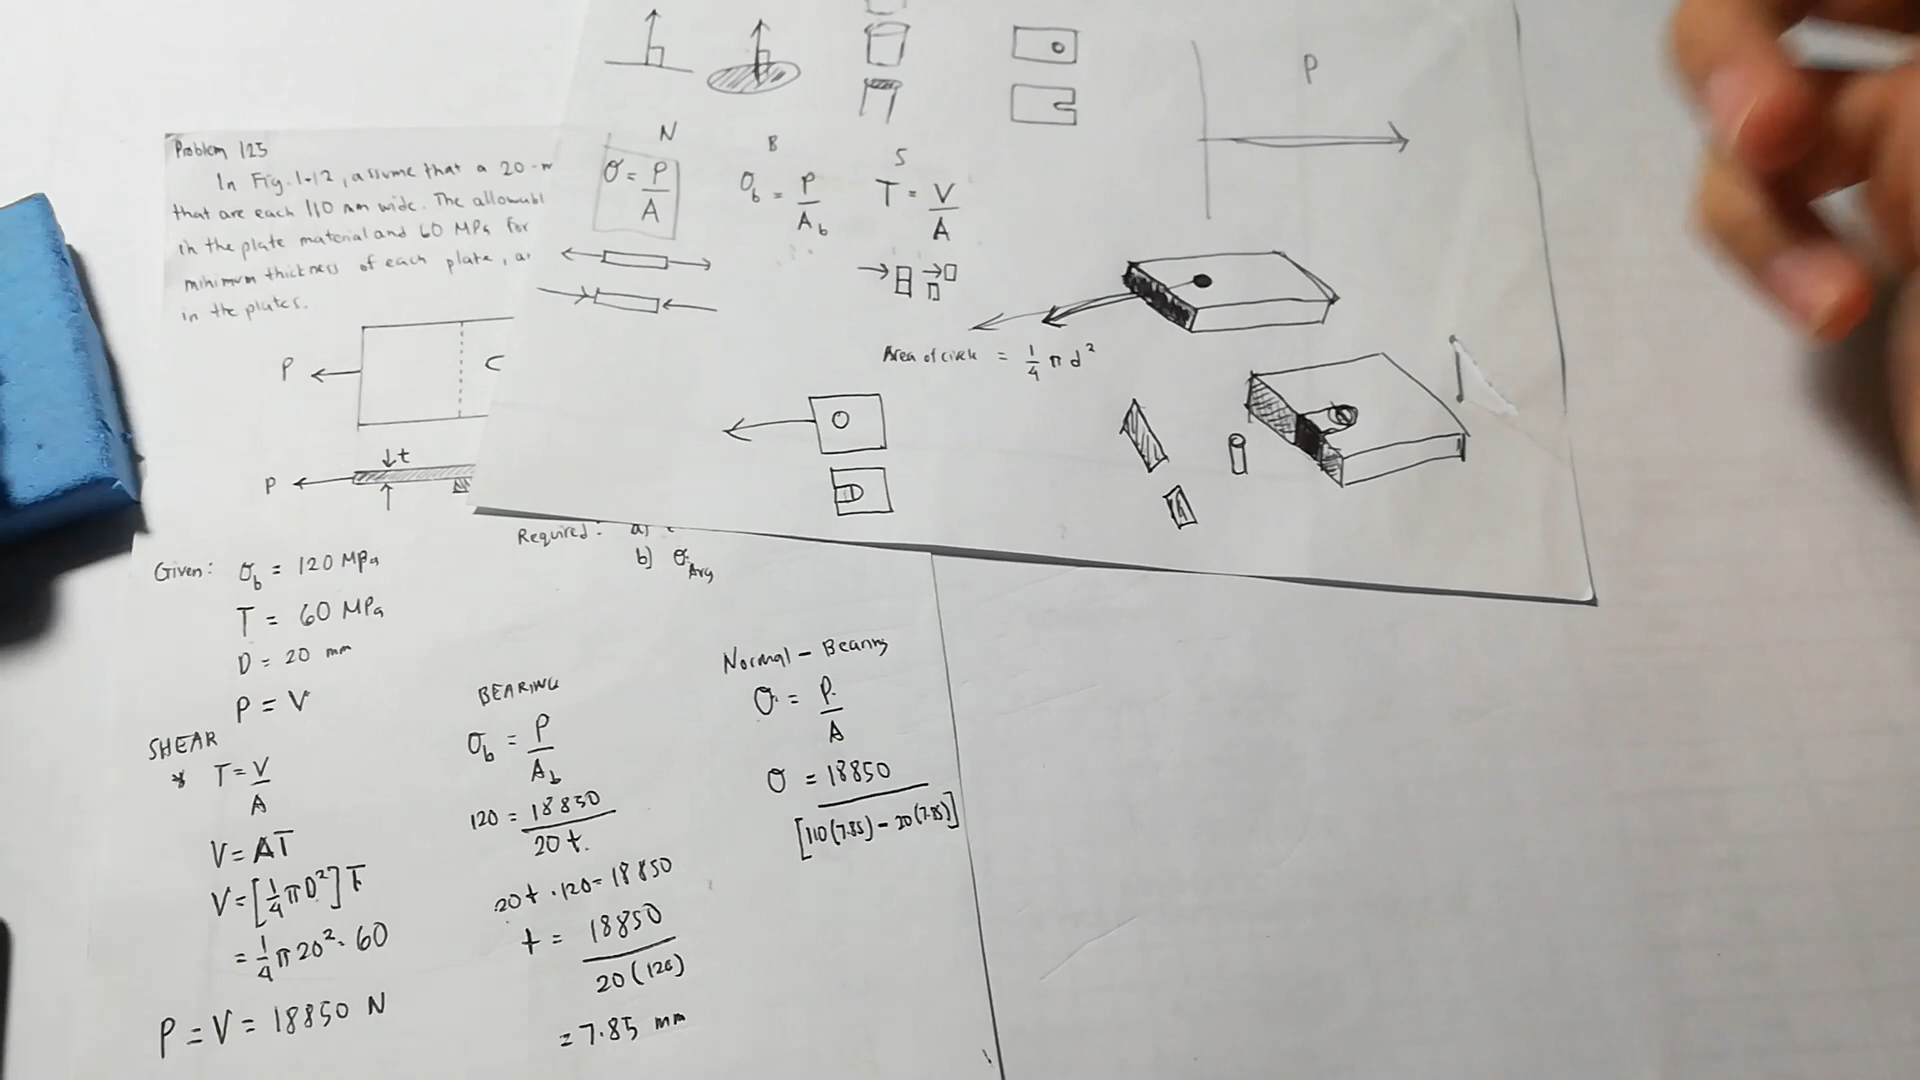 P
N
σ = P/A
B
σb = P/Ab
S
T = V/A
Area of circle = 1/4 π d²
Problem 125
In Fig. 1-12, assume that a 20-m
that are each 110 mm wide. The allowabl
in the plate material and 60 MPa for
minimum thickness of each plate, a
in the plates.
P
P
t
Required: a)
b) σAvg
Given: σb = 120 MPa
T = 60 MPa
D = 20 mm
P = V
SHEAR
* T = V/A
V = AT
V = [1/4 π D²] T
= 1/4 π 20² · 60
P = V = 18850 N
BEARING
σb = P/Ab
120 = 18850/20t.
20t · 120 = 18850
t = 18850/20(120)
= 7.85 mm
Normal - Bearing
σ = P/A
σ = 18850/[110(7.85) - 20(7.85)]